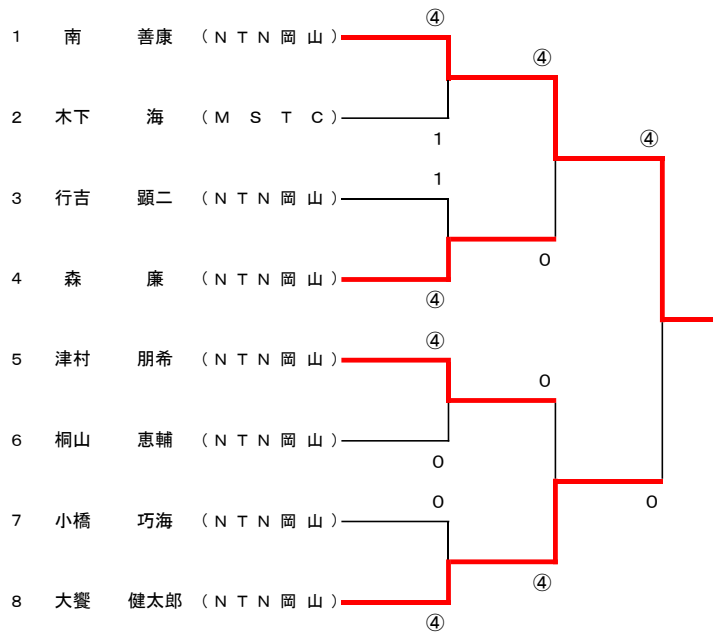 ④
1 南 善康 (NTN岡山)
④
2 木下 海 (MSTC)
1
④
1
3 行吉 顕二 (NTN岡山)
0
4 森 廉 (NTN岡山)
④
④
5 津村 朋希 (NTN岡山)
0
6 桐山 恵輔 (NTN岡山)
0
0
0
7 小橋 巧海 (NTN岡山)
④
8 大饗 健太郎 (NTN岡山)
④